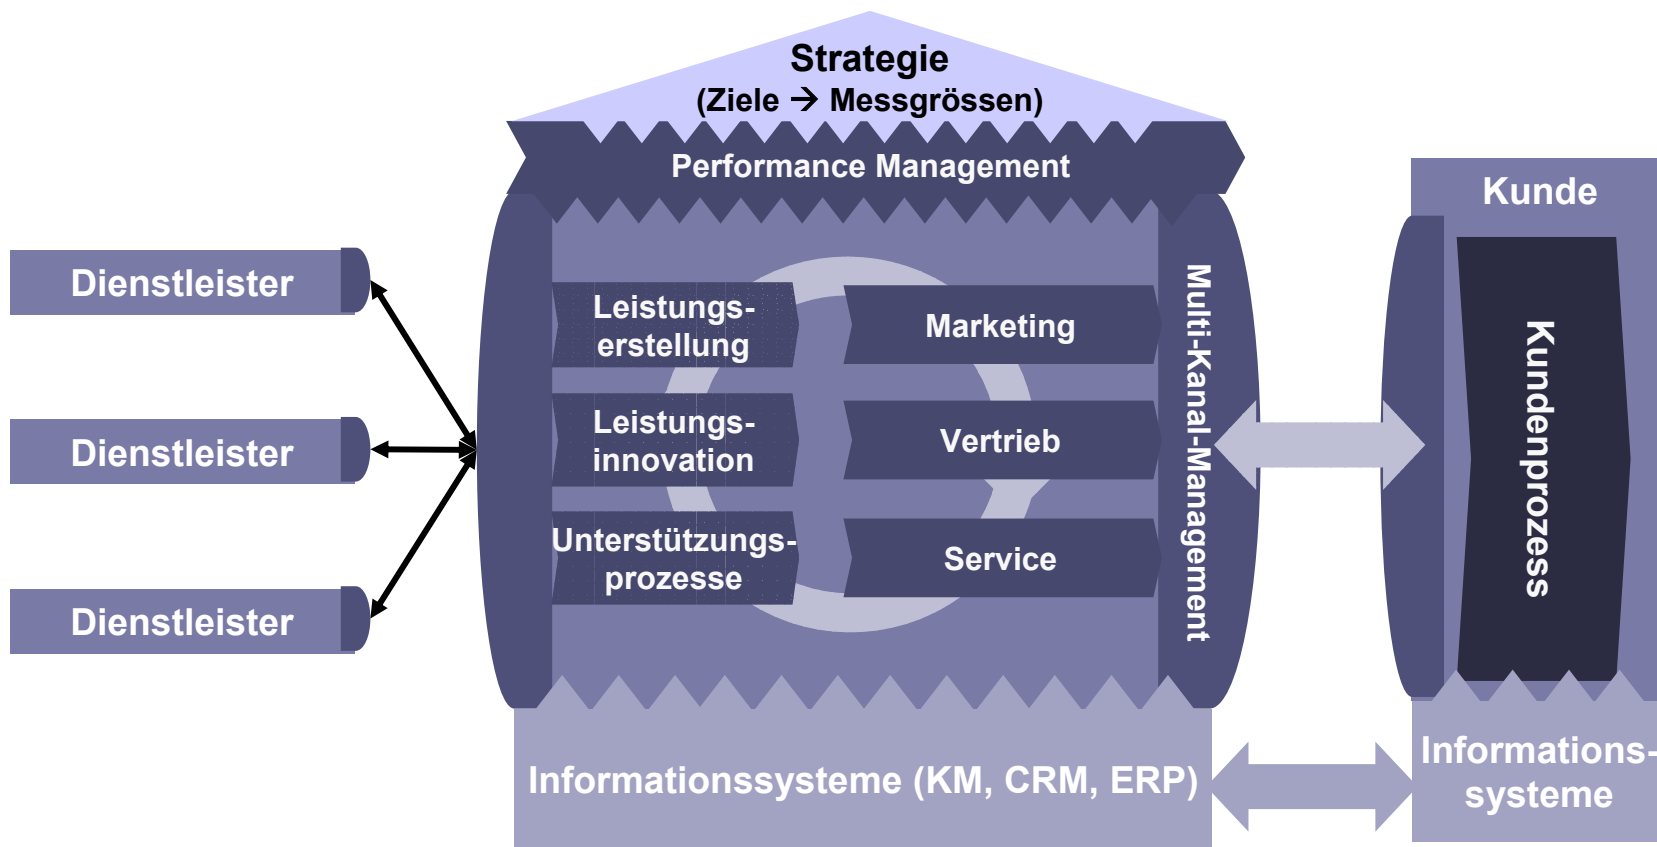 Strategie
(Ziele → Messgrössen)
Performance Management
Dienstleister
Dienstleister
Dienstleister
Leistungs-
erstellung
Leistungs-
innovation
Unterstützungs-
prozesse
Marketing
Vertrieb
Service
Multi-Kanal-Management
Informationssysteme (KM, CRM, ERP)
Kunde
Kundenprozess
Informations-
systeme